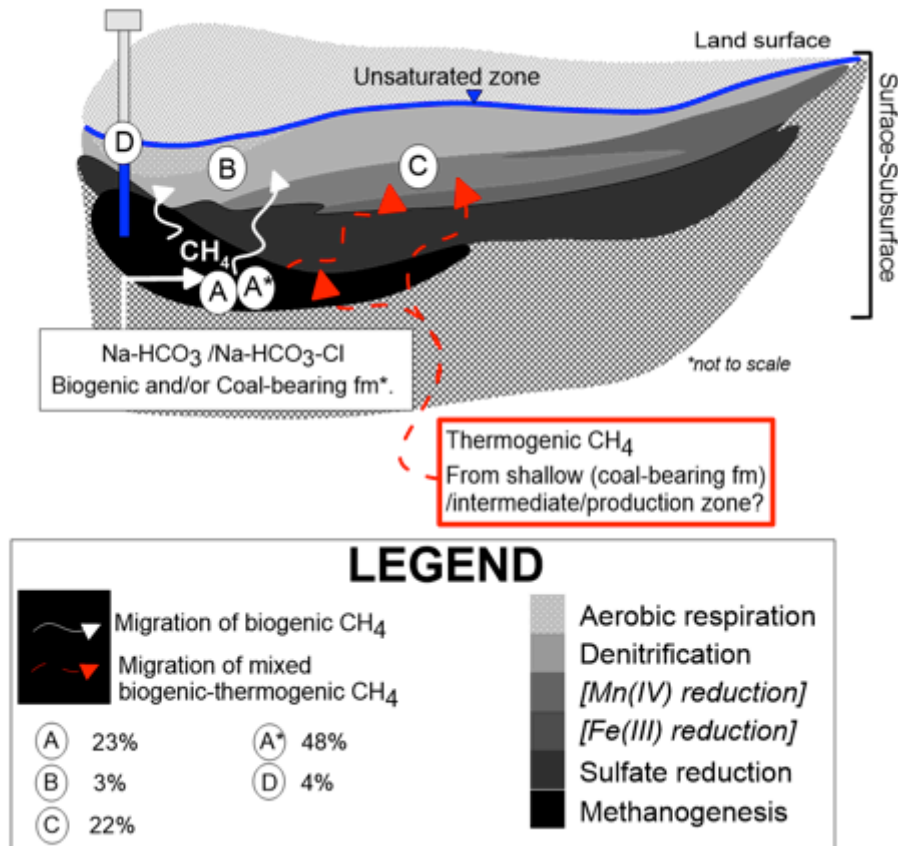 Land surface
Unsaturated zone
Surface-Subsurface
D
B
C
CH₄
A
A*
Na-HCO₃ /Na-HCO₃-Cl
Biogenic and/or Coal-bearing fm*.
*not to scale
Thermogenic CH₄
From shallow (coal-bearing fm)
/intermediate/production zone?
LEGEND
Migration of biogenic CH₄
Migration of mixed
biogenic-thermogenic CH₄
A 23%
A* 48%
B 3%
D 4%
C 22%
Aerobic respiration
Denitrification
[Mn(IV) reduction]
[Fe(III) reduction]
Sulfate reduction
Methanogenesis